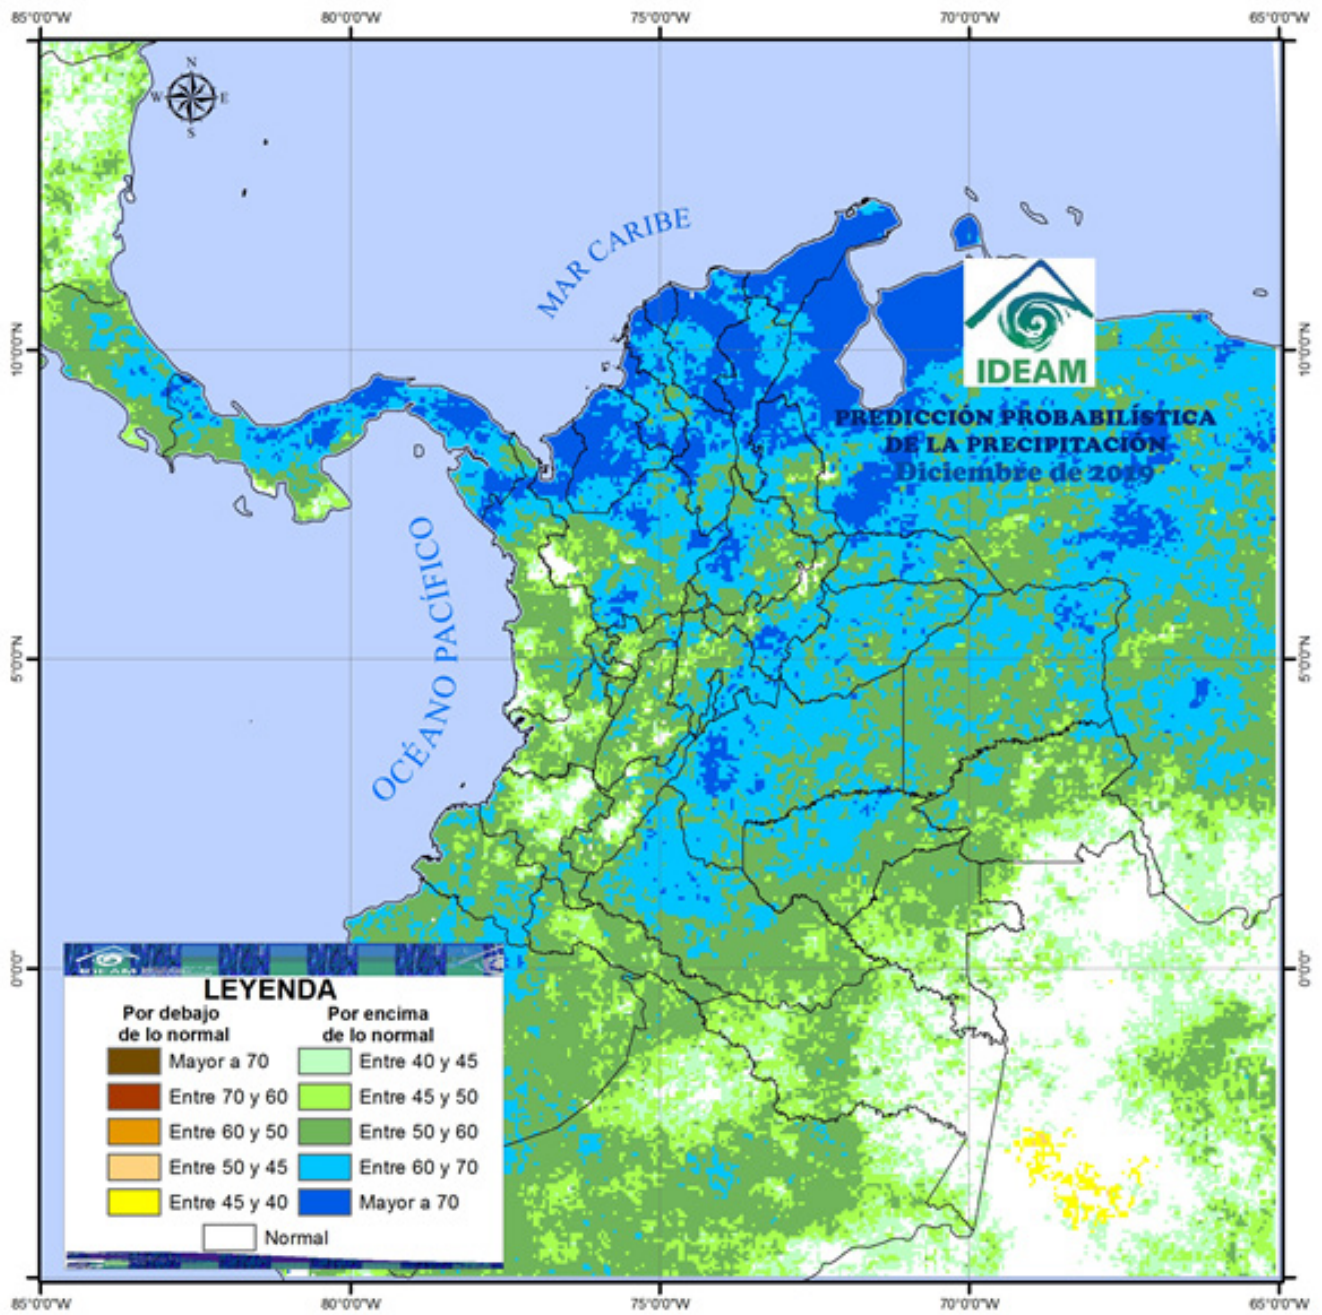 85°0'0"W 80°0'0"W 75°0'0"W 70°0'0"W 65°0'0"W
N
W E
S
MAR CARIBE
10°0'0"N 10°0'0"N
IDEAM
PREDICCIÓN PROBABILÍSTICA
DE LA PRECIPITACIÓN
Diciembre de 2019
OCÉANO PACÍFICO
5°0'0"N 5°0'0"N
0°0'0" 0°0'0"
IDEAM
LEYENDA
Por debajo Por encima
de lo normal de lo normal
Mayor a 70 Entre 40 y 45
Entre 70 y 60 Entre 45 y 50
Entre 60 y 50 Entre 50 y 60
Entre 50 y 45 Entre 60 y 70
Entre 45 y 40 Mayor a 70
Normal
85°0'0"W 80°0'0"W 75°0'0"W 70°0'0"W 65°0'0"W